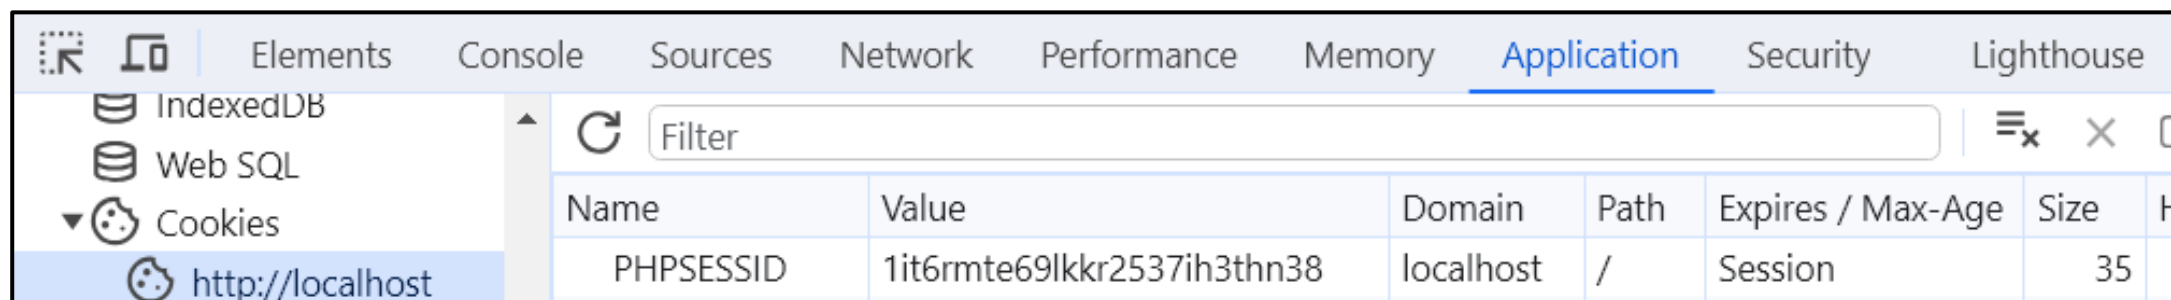 Elements Console Sources Network Performance Memory Application Security Lighthouse
IndexedDB
Filter
Web SQL
Name Value Domain Path Expires / Max-Age Size
Cookies
PHPSESSID 1it6rmte69lkkr2537ih3thn38 localhost / Session 35
http://localhost